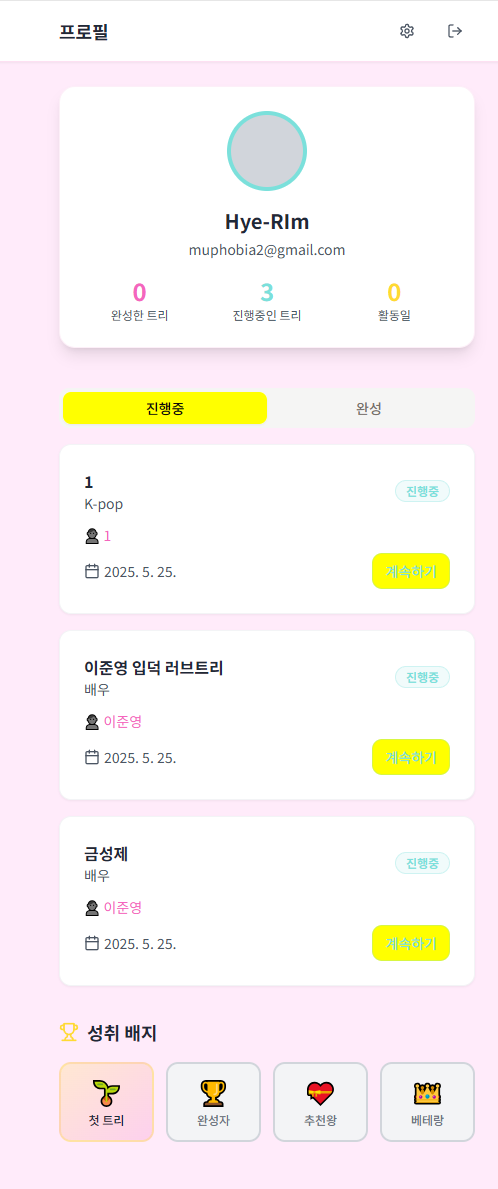 프로필
Hye-RIm
muphobia2@gmail.com
0 3 0
완성한 트리 진행중인 트리 활동일
진행중 완성
1
진행중
K-pop
1
2025. 5. 25.
계속하기
이준영 입덕 러브트리
진행중
배우
이준영
2025. 5. 25.
계속하기
금성제
진행중
배우
이준영
2025. 5. 25.
계속하기
성취 배지
첫 트리 완성자 추천왕 베테랑